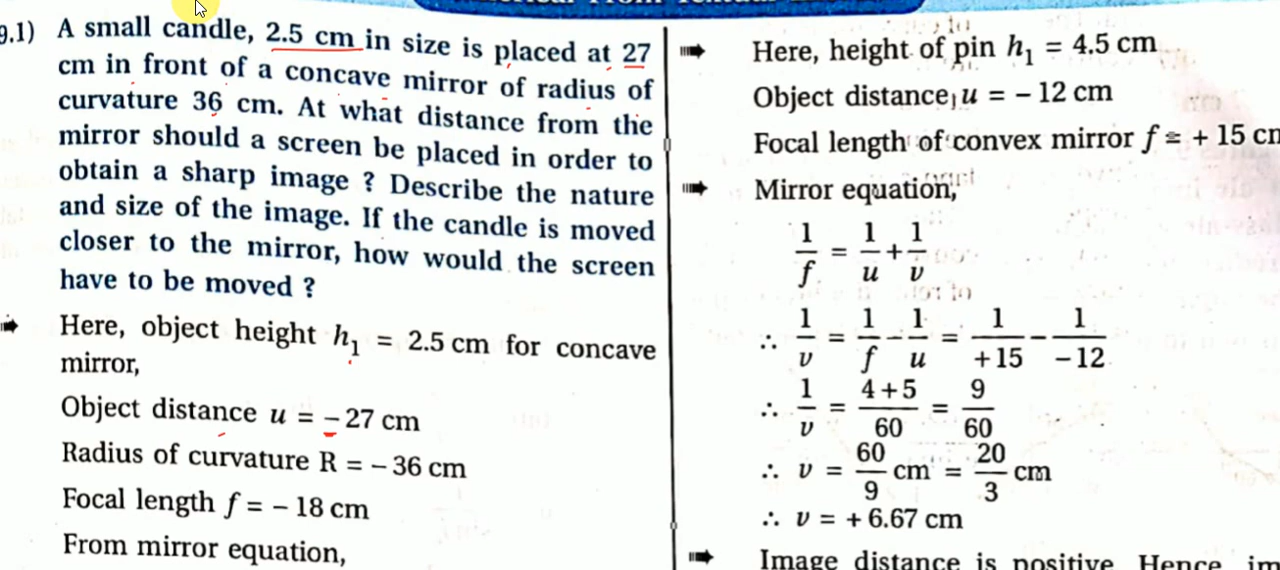 9.1) A small candle, 2.5 cm in size is placed at 27
cm in front of a concave mirror of radius of
curvature 36 cm. At what distance from the
mirror should a screen be placed in order to
obtain a sharp image ? Describe the nature
and size of the image. If the candle is moved
closer to the mirror, how would the screen
have to be moved ?
➠ Here, object height h₁ = 2.5 cm for concave
mirror,
Object distance u = – 27 cm
Radius of curvature R = – 36 cm
Focal length f = – 18 cm
From mirror equation,
➠ Here, height of pin h₁ = 4.5 cm
Object distance, u = – 12 cm
Focal length of convex mirror f = + 15 cm
➠ Mirror equation,
1/f = 1/u + 1/v
∴ 1/v = 1/f - 1/u = 1/+15 - 1/–12
∴ 1/v = 4+5/60 = 9/60
∴ v = 60/9 cm = 20/3 cm
∴ v = + 6.67 cm
➠ Image distance is positive. Hence